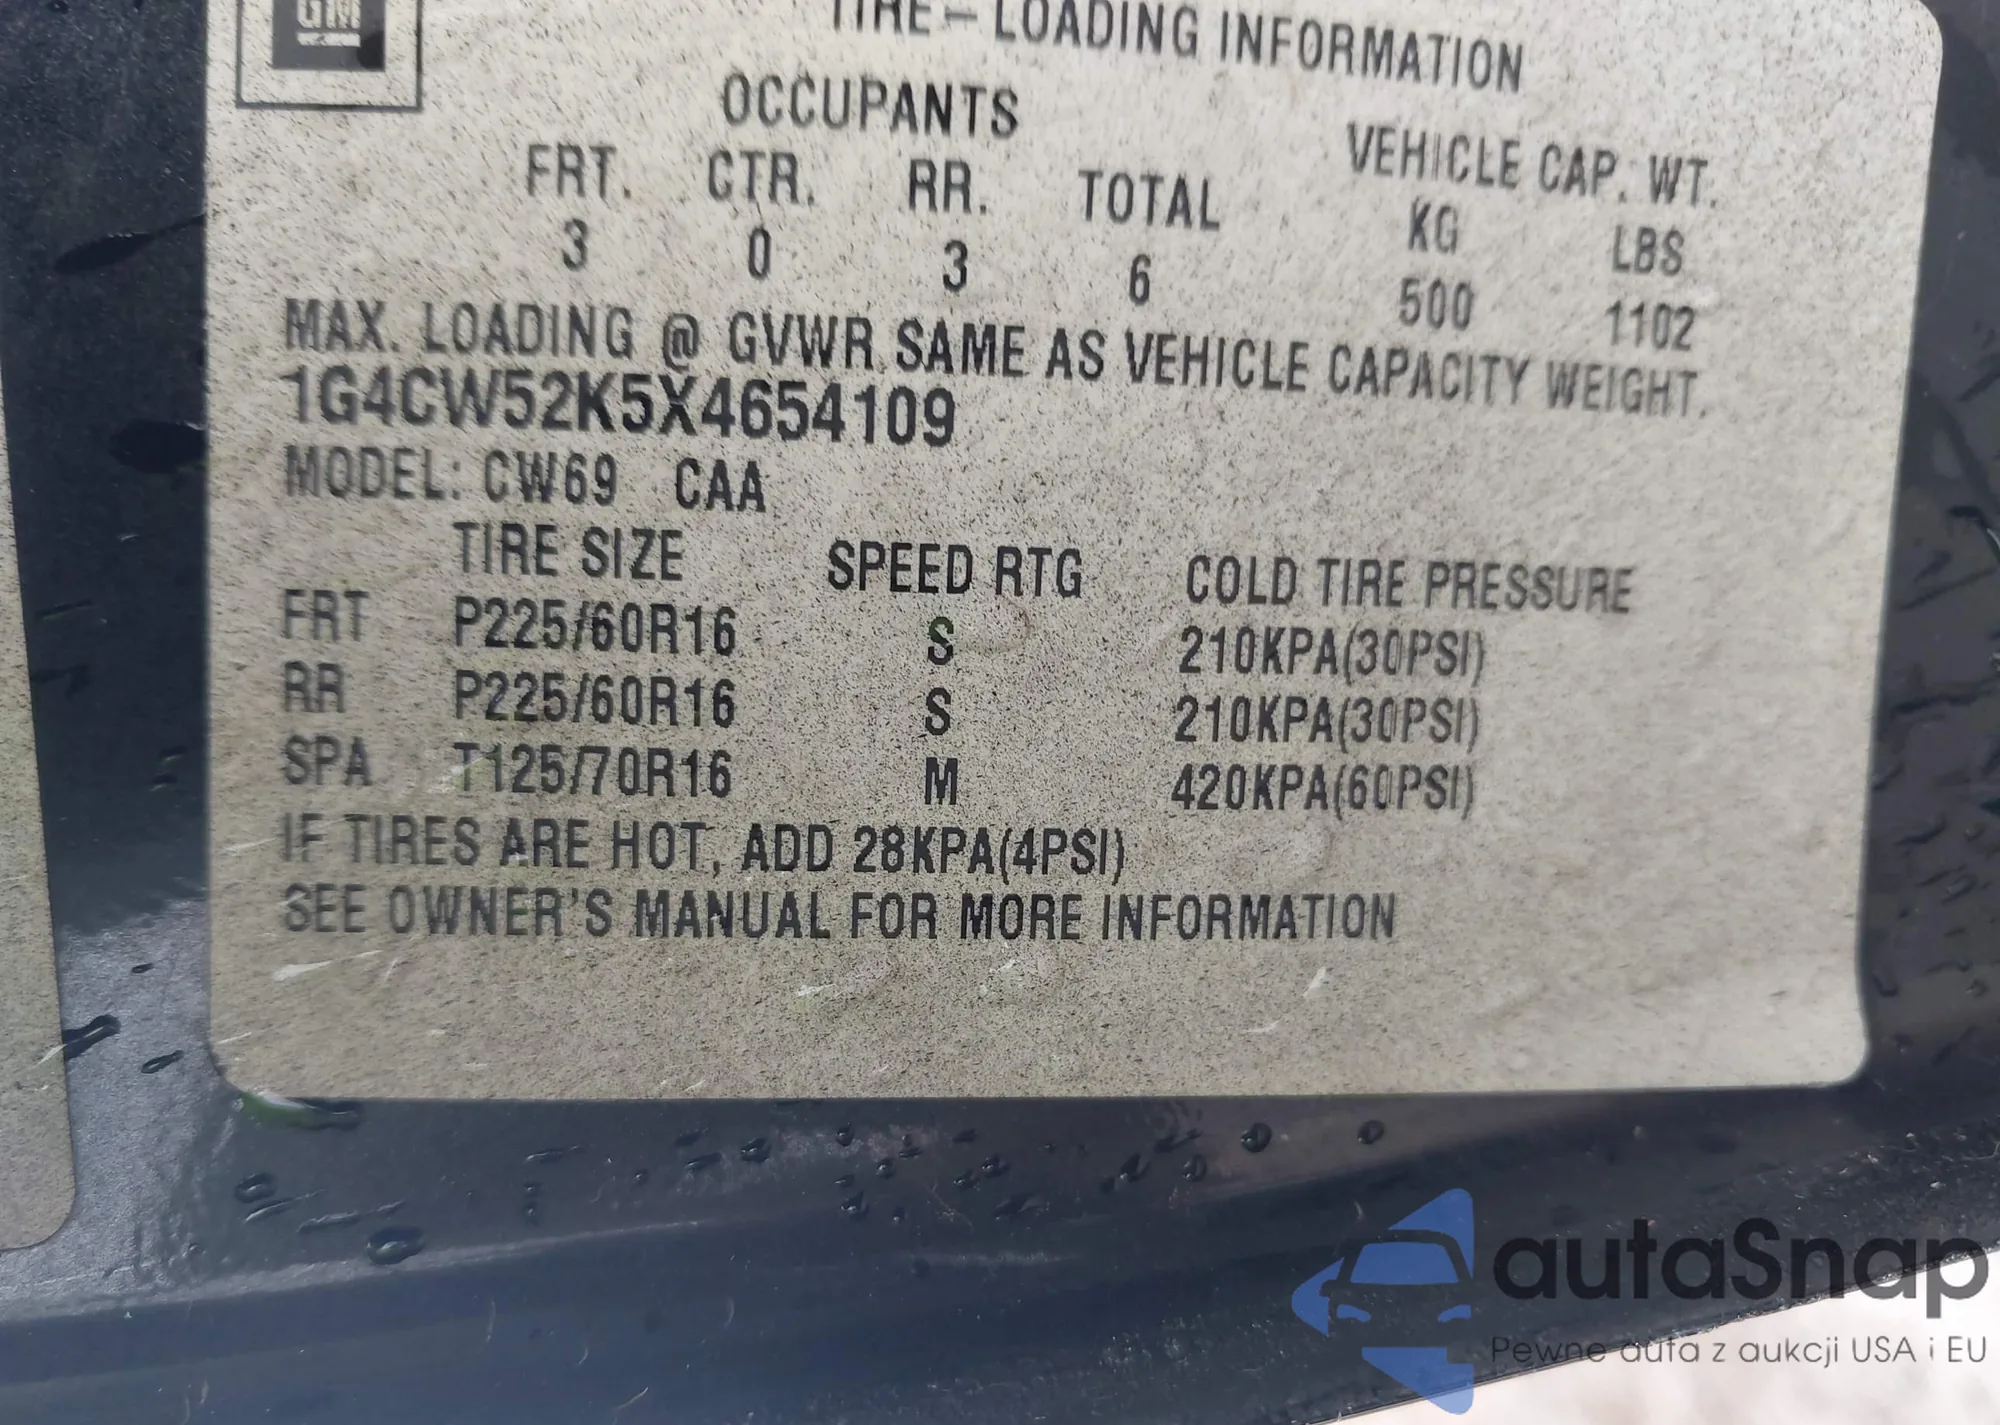 GM
TIRE – LOADING INFORMATION
OCCUPANTS
VEHICLE CAP. WT.
FRT. CTR. RR. TOTAL KG LBS
3 0 3 6 500 1102
MAX. LOADING @ GVWR SAME AS VEHICLE CAPACITY WEIGHT.
1G4CW52K5X4654109
MODEL: CW69 CAA
TIRE SIZE SPEED RTG COLD TIRE PRESSURE
FRT P225/60R16 S 210KPA(30PSI)
RR P225/60R16 S 210KPA(30PSI)
SPA T125/70R16 M 420KPA(60PSI)
IF TIRES ARE HOT, ADD 28KPA(4PSI)
SEE OWNER'S MANUAL FOR MORE INFORMATION
autaSnap
Pewne auta z aukcji USA i EU